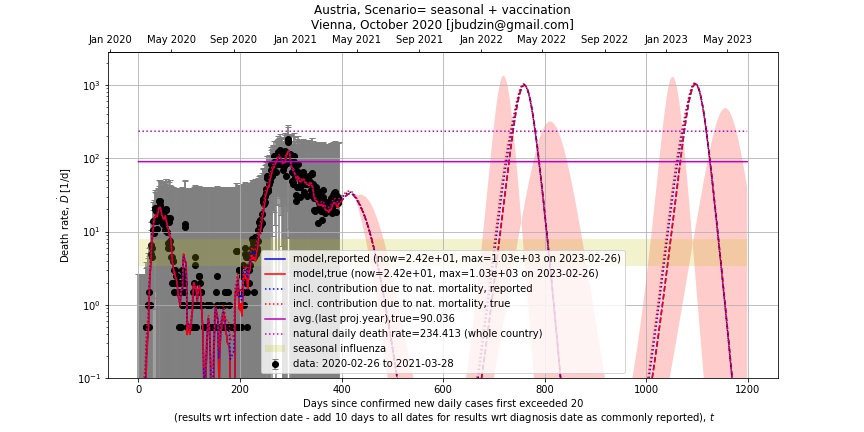 Austria, Scenario= seasonal + vaccination
Vienna, October 2020 [jbudzin@gmail.com]
Jan 2020 May 2020 Sep 2020 Jan 2021 May 2021 Sep 2021 Jan 2022 May 2022 Sep 2022 Jan 2023 May 2023
10³
10²
10¹
10⁰
10⁻¹
Death rate, Ḋ [1/d]
model,reported (now=2.42e+01, max=1.03e+03 on 2023-02-26)
model,true (now=2.42e+01, max=1.03e+03 on 2023-02-26)
incl. contribution due to nat. mortality, reported
incl. contribution due to nat. mortality, true
avg.(last proj.year),true=90.036
natural daily death rate=234.413 (whole country)
seasonal influenza
data: 2020-02-26 to 2021-03-28
0 200 400 600 800 1000 1200
Days since confirmed new daily cases first exceeded 20
(results wrt infection date - add 10 days to all dates for results wrt diagnosis date as commonly reported), t